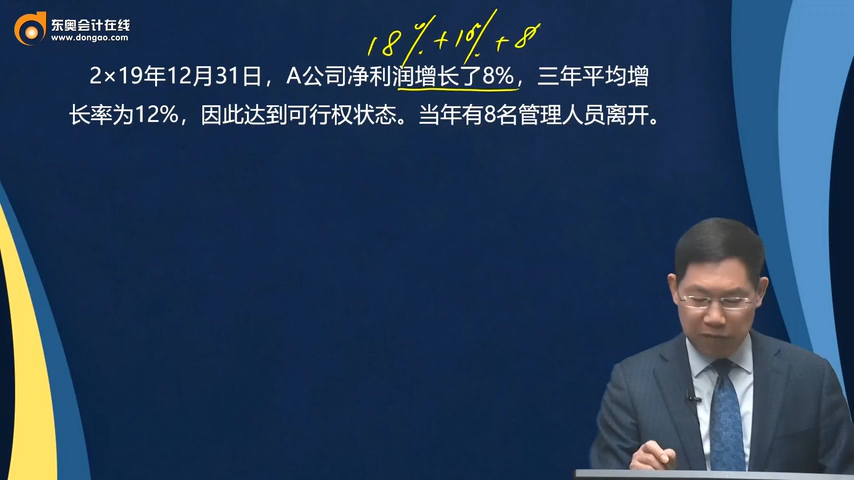 东奥会计在线
www.dongao.com
18%+10%+8
2×19年12月31日，A公司净利润增长了8%，三年平均增
长率为12%，因此达到可行权状态。当年有8名管理人员离开。